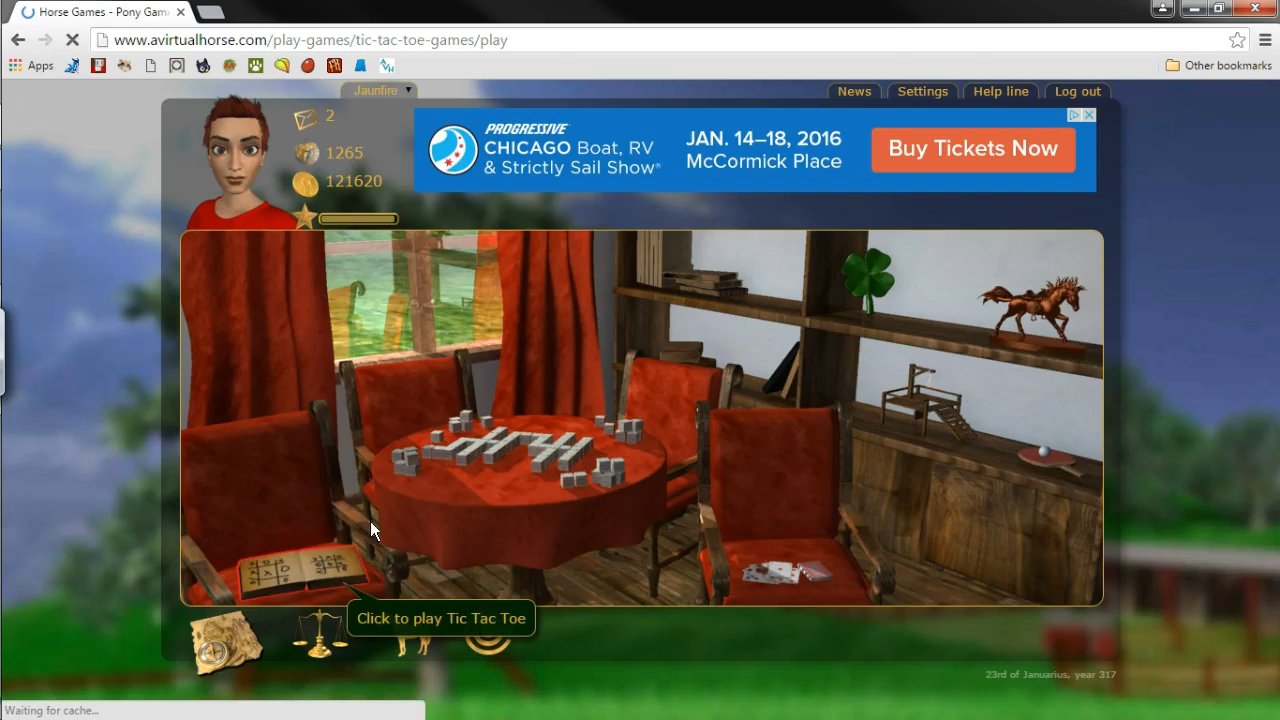 Horse Games - Pony Gam
www.avirtualhorse.com/play-games/tic-tac-toe-games/play
Apps
Other bookmarks
Jaunfire ▼
News
Settings
Help line
Log out
2
1265
121620
PROGRESSIVE
CHICAGO Boat, RV
& Strictly Sail Show®
JAN. 14–18, 2016
McCormick Place
Buy Tickets Now
Click to play Tic Tac Toe
23rd of Januarius, year 317
Waiting for cache...